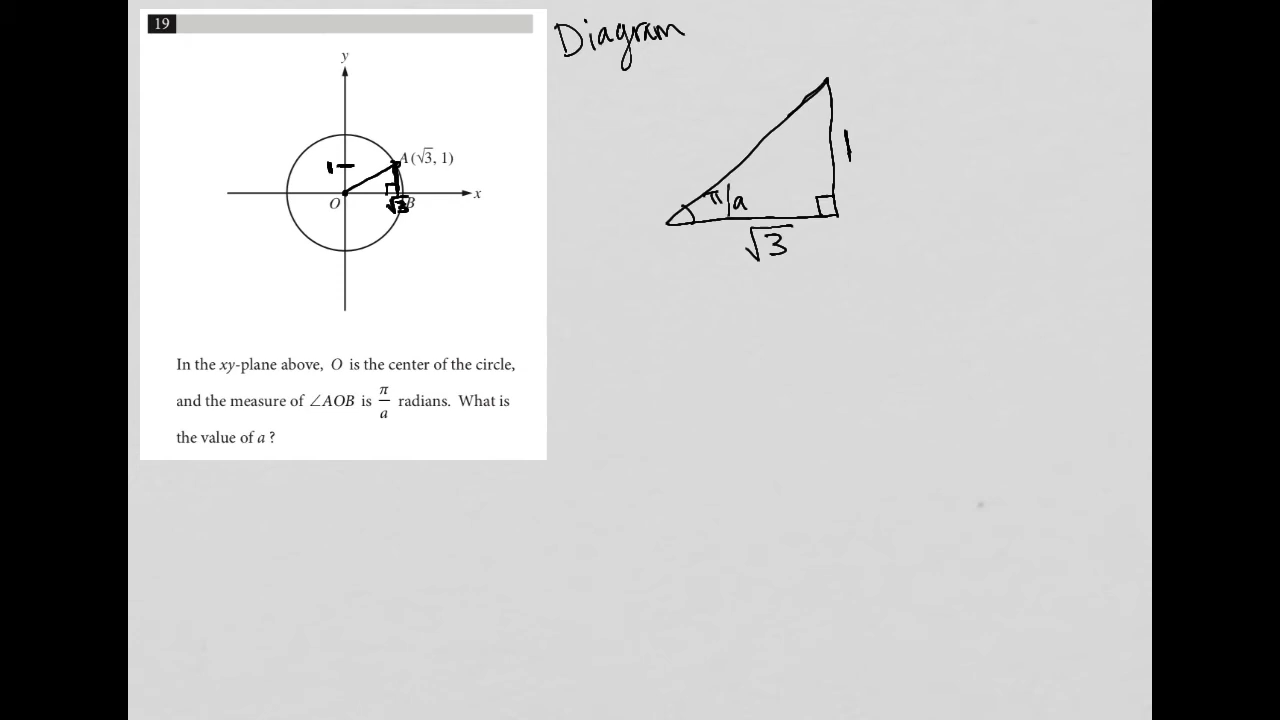 19
Diagram
y
A (√3, 1)
1
O
√3
B
x
π/a
1
√3
In the xy-plane above, O is the center of the circle,
and the measure of ∠AOB is π/a radians. What is
the value of a ?